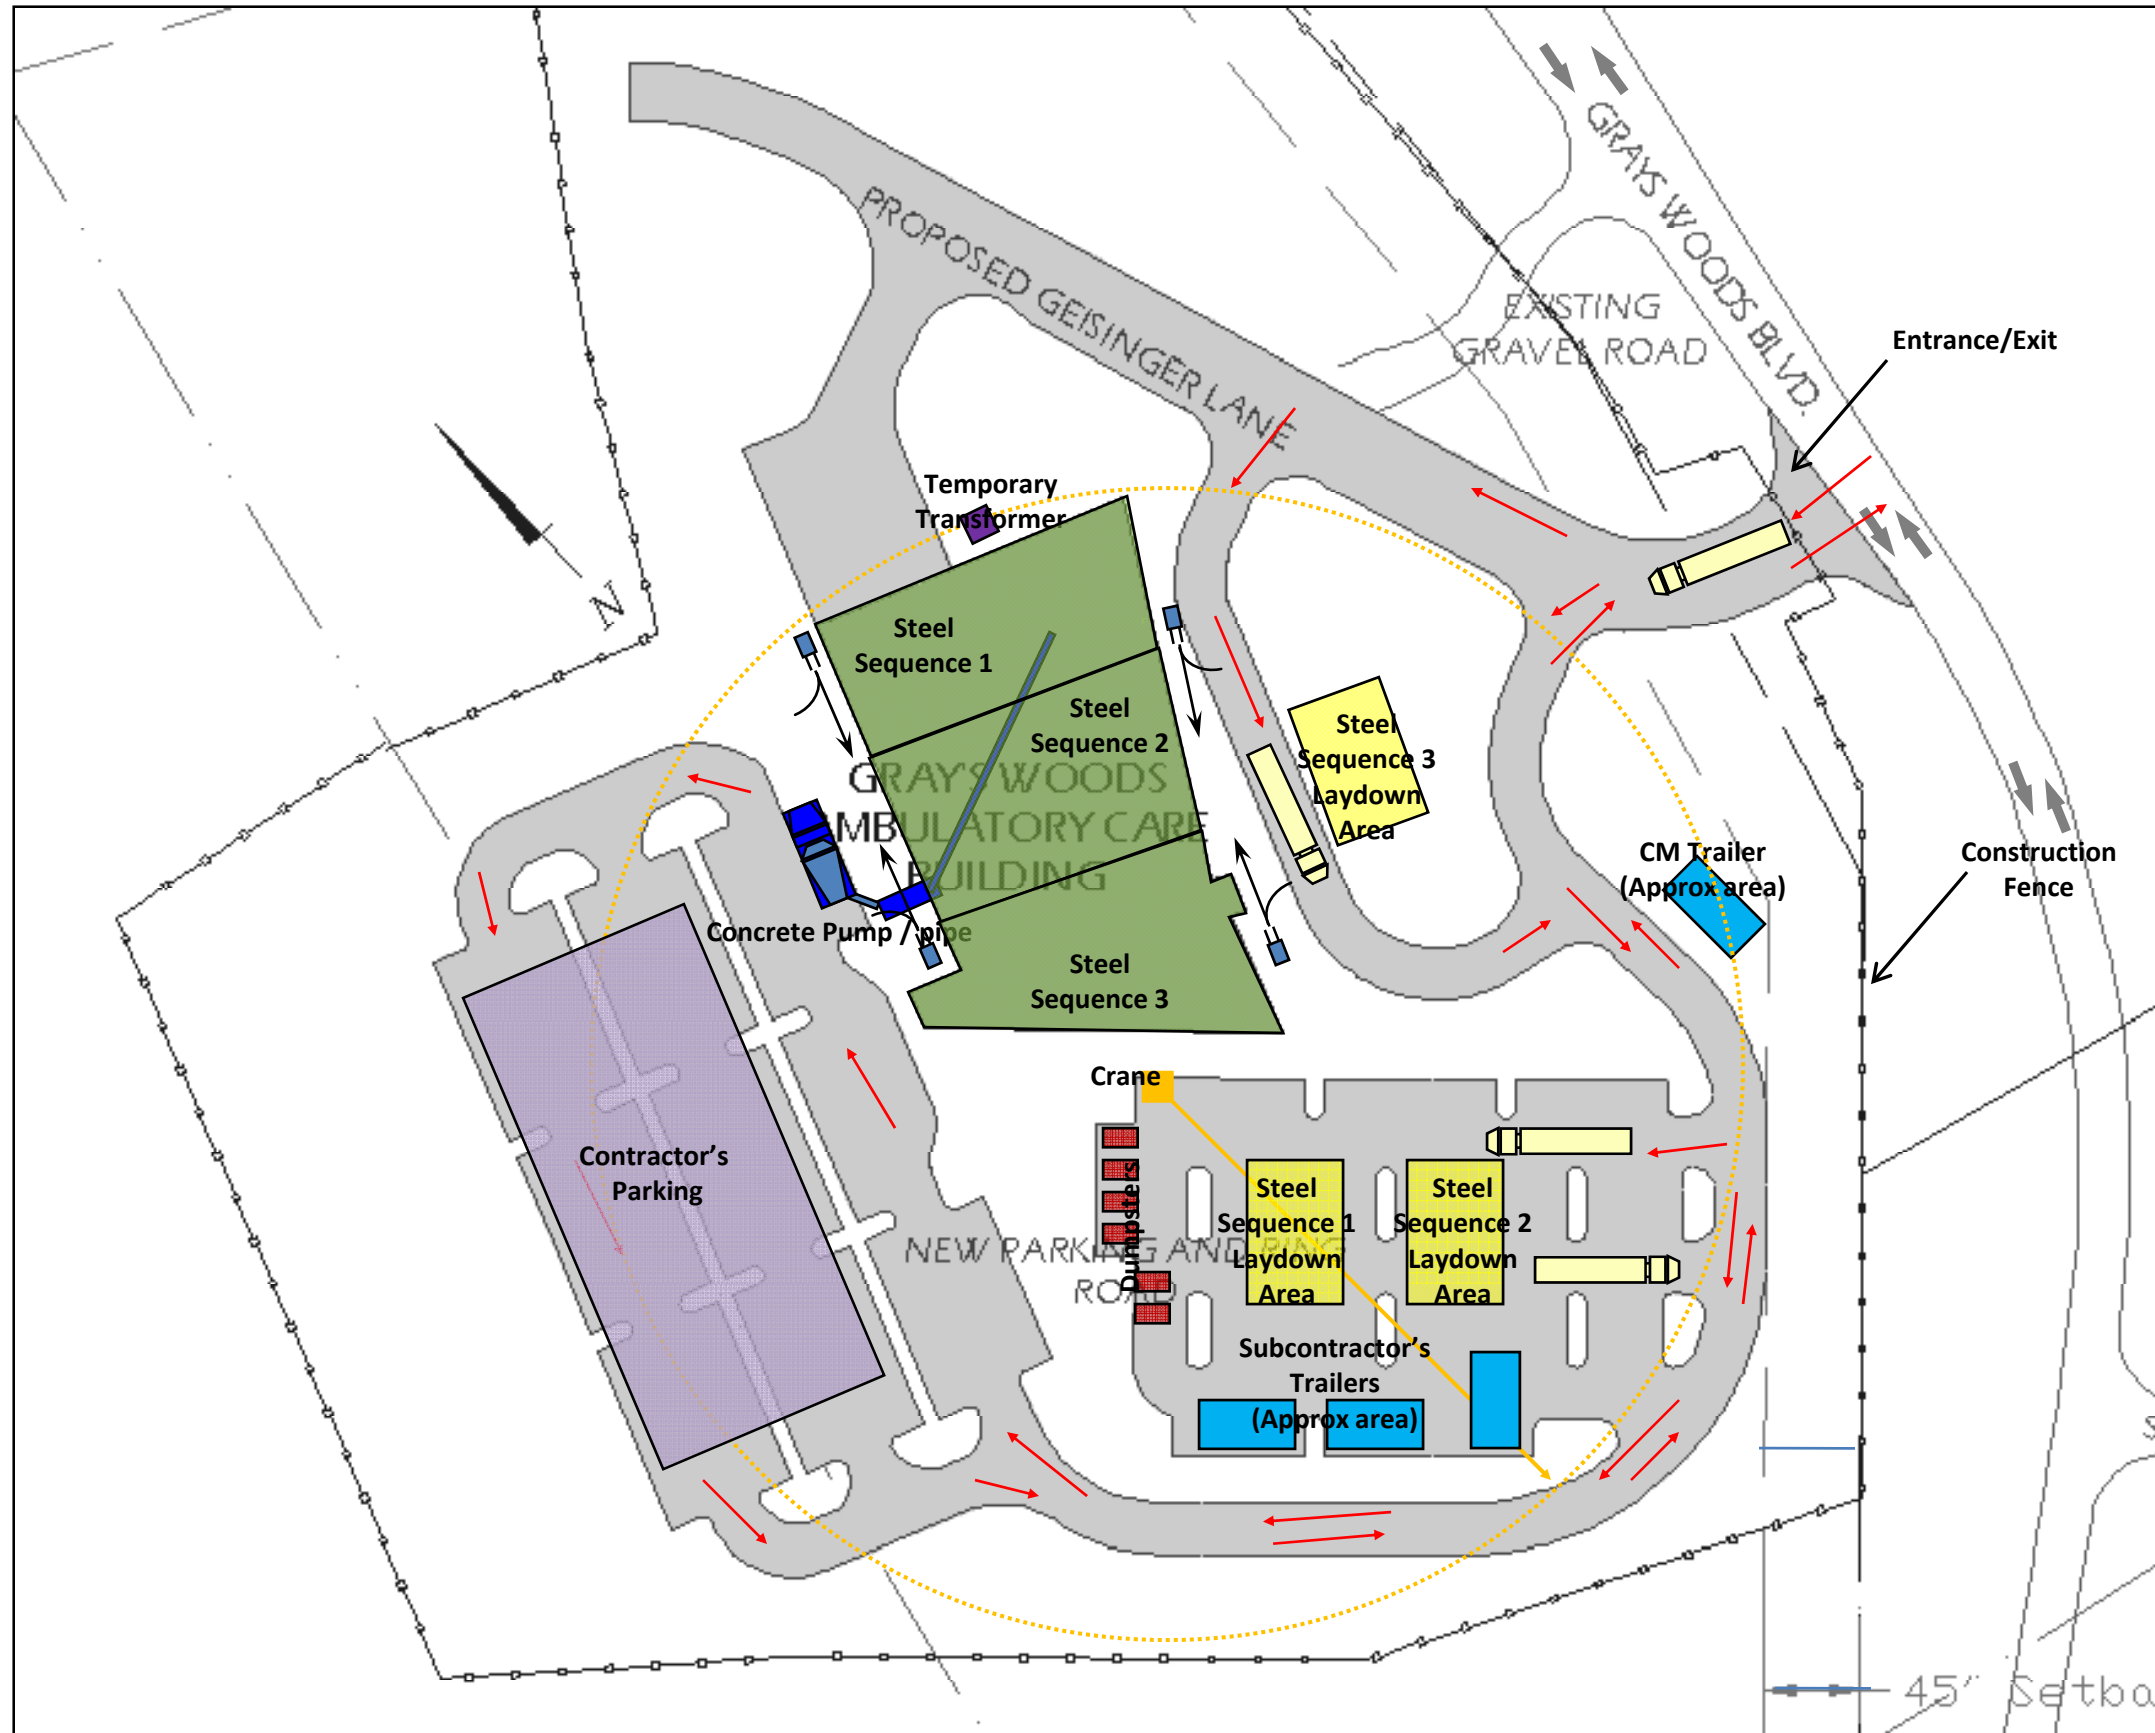 GRAYS WOODS BLVD.
PROPOSED GEISINGER LANE
EXISTING
GRAVEL ROAD
Entrance/Exit
Temporary
Transformer
N
Steel
Sequence 1
Steel
Sequence 2
Steel
Sequence 3
Laydown
Area
GRAY'S WOODS
AMBULATORY CARE
BUILDING
CM Trailer
(Approx area)
Construction
Fence
Concrete Pump / pipe
Steel
Sequence 3
Crane
Contractor's
Parking
Dumpsters
Steel
Sequence 1
Laydown
Area
Steel
Sequence 2
Laydown
Area
NEW PARKING AND RING
ROAD
Subcontractor's
Trailers
(Approx area)
S
45" Setba